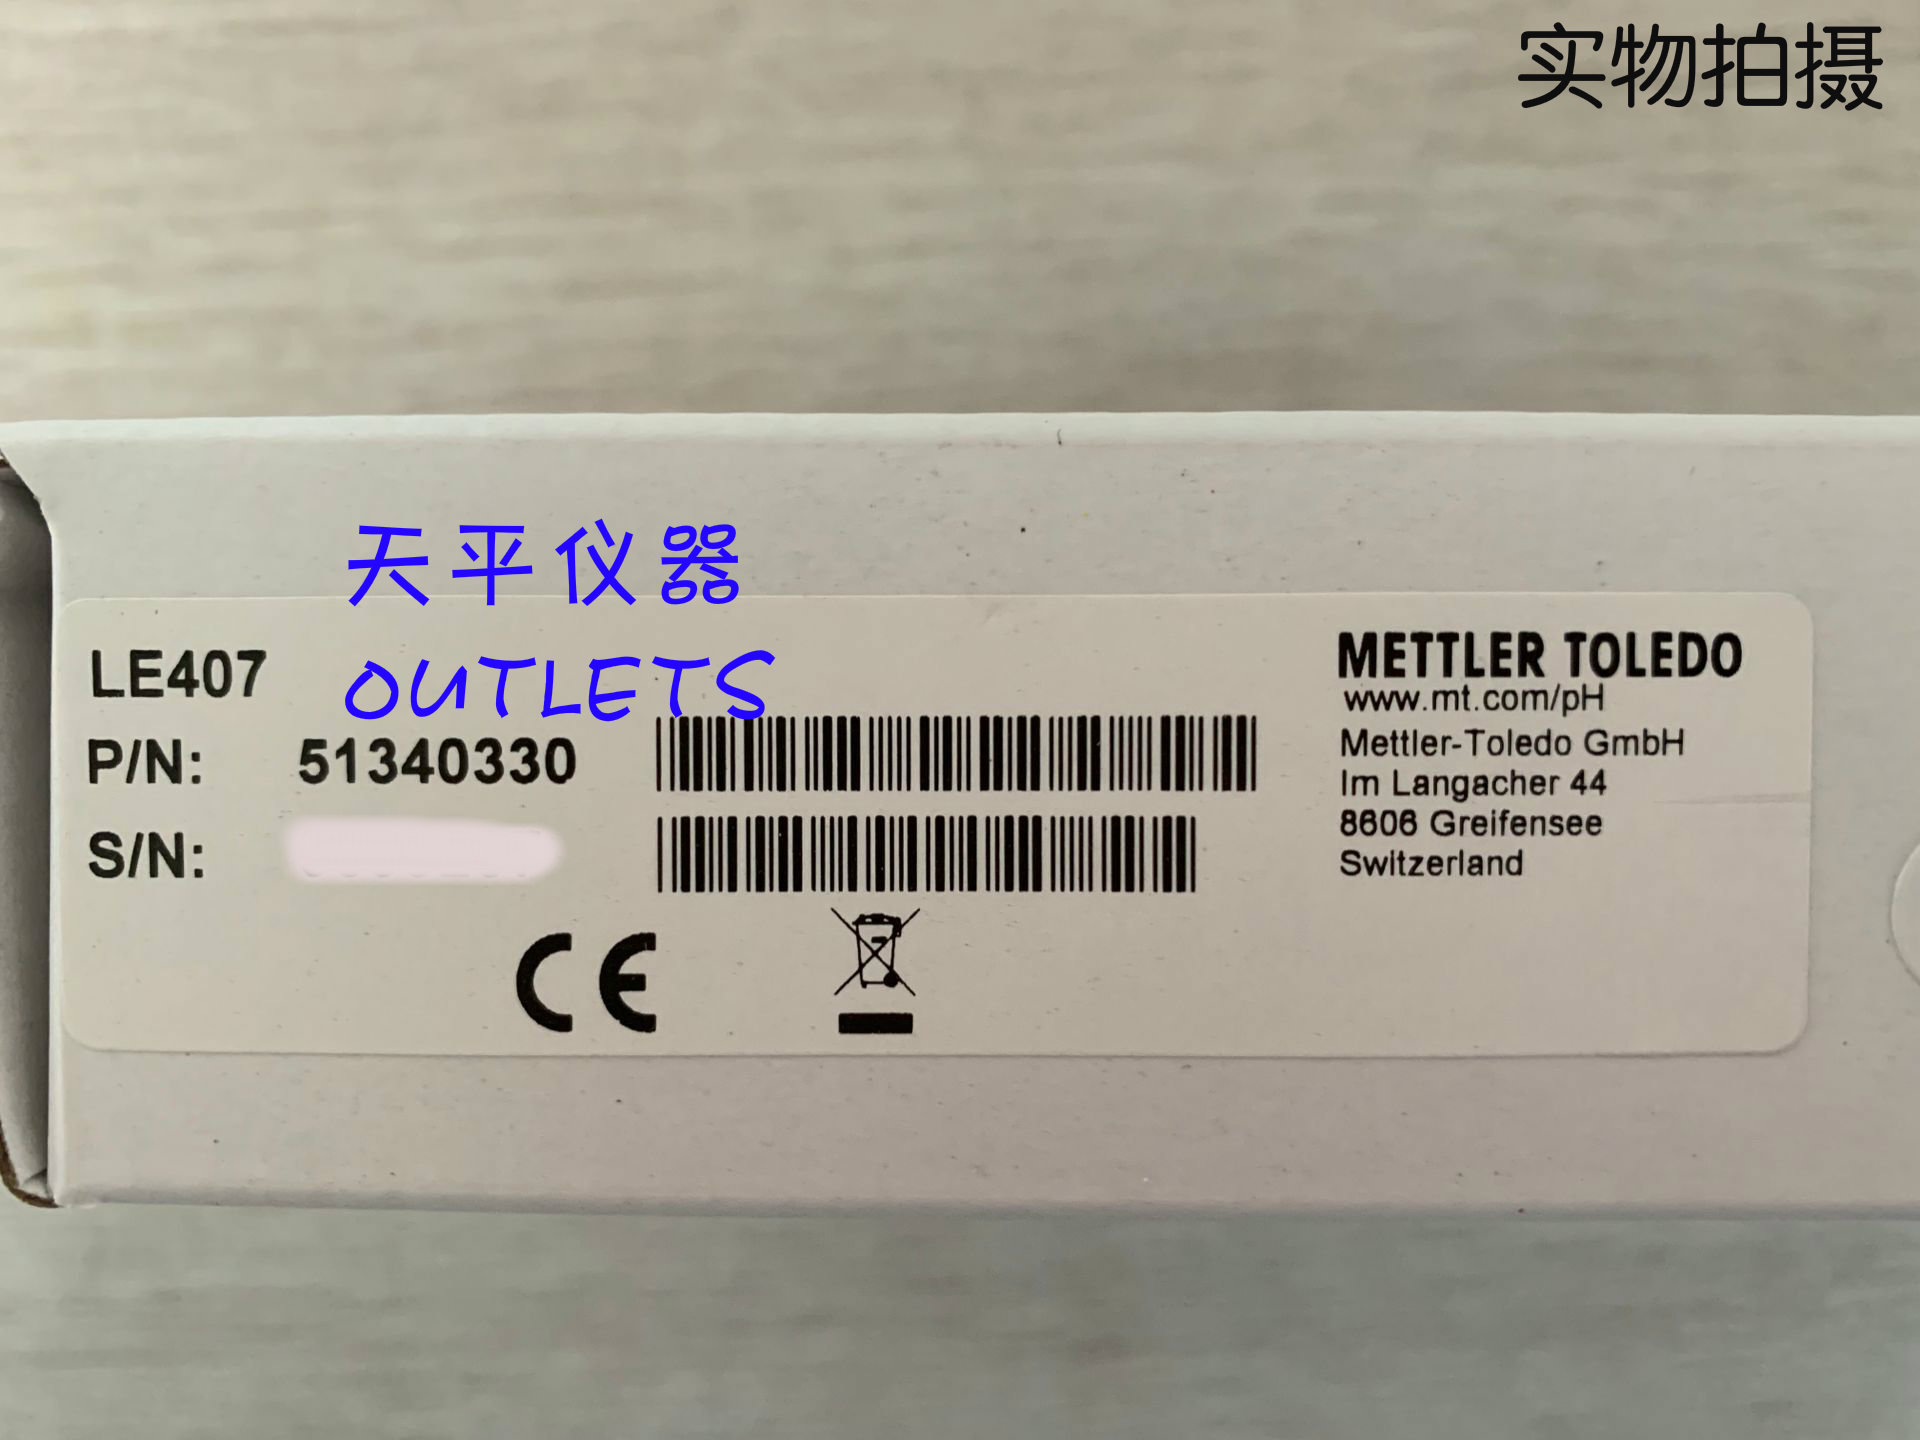 实物拍摄
天平仪器
OUTLETS
LE407
P/N: 51340330
S/N:
METTLER TOLEDO
www.mt.com/pH
Mettler-Toledo GmbH
Im Langacher 44
8606 Greifensee
Switzerland
CE